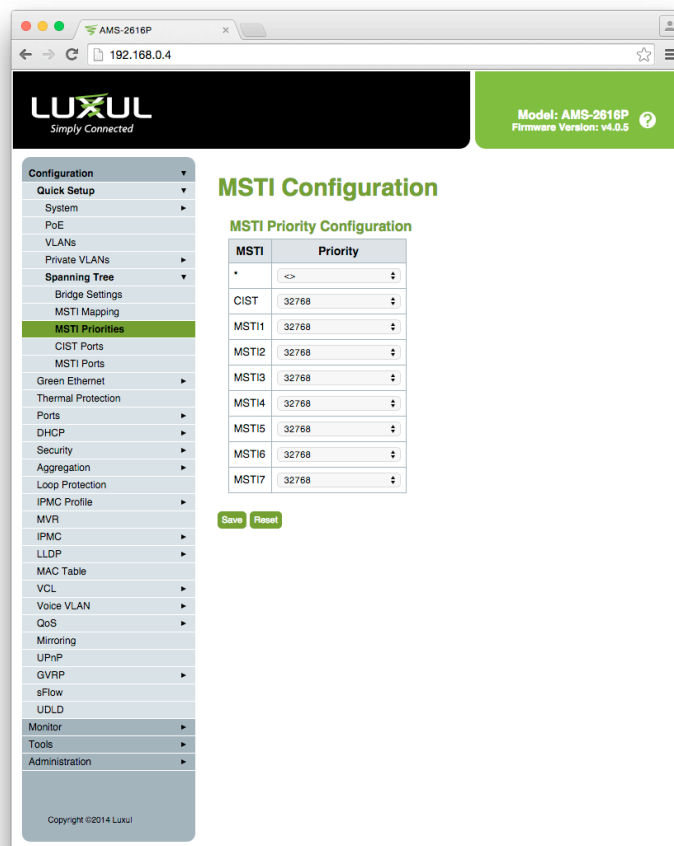 AMS-2616P
192.168.0.4
LUXUL
Simply Connected
Model: AMS-2616P
Firmware Version: v4.0.5
?
Configuration
Quick Setup
System
PoE
VLANs
Private VLANs
Spanning Tree
Bridge Settings
MSTI Mapping
MSTI Priorities
CIST Ports
MSTI Ports
Green Ethernet
Thermal Protection
Ports
DHCP
Security
Aggregation
Loop Protection
IPMC Profile
MVR
IPMC
LLDP
MAC Table
VCL
Voice VLAN
QoS
Mirroring
UPnP
GVRP
sFlow
UDLD
Monitor
Tools
Administration
Copyright ©2014 Luxul
MSTI Configuration
MSTI Priority Configuration
MSTI Priority
* <>
CIST 32768
MSTI1 32768
MSTI2 32768
MSTI3 32768
MSTI4 32768
MSTI5 32768
MSTI6 32768
MSTI7 32768
Save Reset